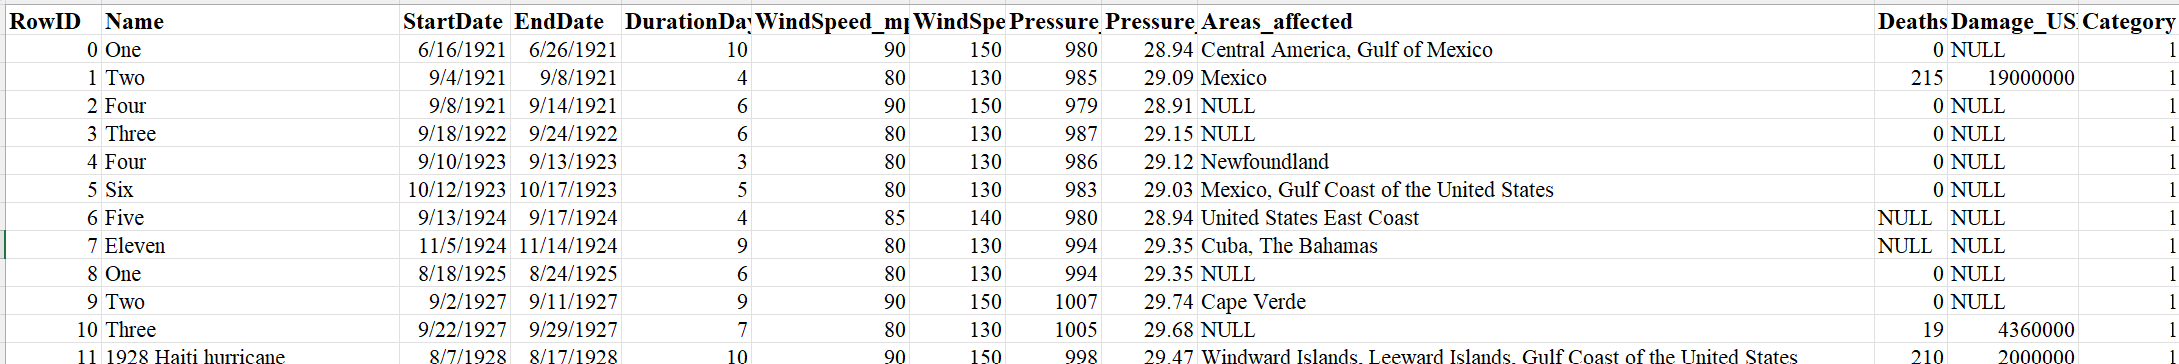 RowID Name StartDate EndDate DurationDay WindSpeed_mp WindSpe Pressure_ Pressure_ Areas_affected Deaths Damage_US Category
0 One 6/16/1921 6/26/1921 10 90 150 980 28.94 Central America, Gulf of Mexico 0 NULL 1
1 Two 9/4/1921 9/8/1921 4 80 130 985 29.09 Mexico 215 19000000 1
2 Four 9/8/1921 9/14/1921 6 90 150 979 28.91 NULL 0 NULL 1
3 Three 9/18/1922 9/24/1922 6 80 130 987 29.15 NULL 0 NULL 1
4 Four 9/10/1923 9/13/1923 3 80 130 986 29.12 Newfoundland 0 NULL 1
5 Six 10/12/1923 10/17/1923 5 80 130 983 29.03 Mexico, Gulf Coast of the United States 0 NULL 1
6 Five 9/13/1924 9/17/1924 4 85 140 980 28.94 United States East Coast NULL NULL 1
7 Eleven 11/5/1924 11/14/1924 9 80 130 994 29.35 Cuba, The Bahamas NULL NULL 1
8 One 8/18/1925 8/24/1925 6 80 130 994 29.35 NULL 0 NULL 1
9 Two 9/2/1927 9/11/1927 9 90 150 1007 29.74 Cape Verde 0 NULL 1
10 Three 9/22/1927 9/29/1927 7 80 130 1005 29.68 NULL 19 4360000 1
11 1928 Haiti hurricane 8/7/1928 8/17/1928 10 90 150 998 29.47 Windward Islands, Leeward Islands, Gulf Coast of the United States 210 2000000 1